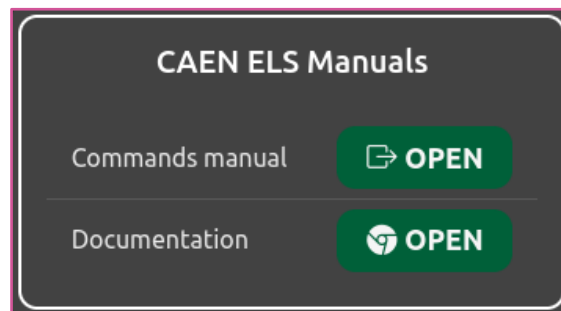 CAEN ELS Manuals
Commands manual OPEN
Documentation OPEN